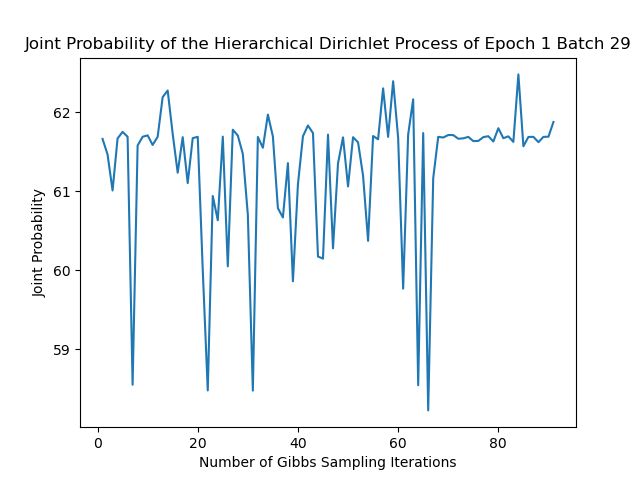 Joint Probability of the Hierarchical Dirichlet Process of Epoch 1 Batch 29
62
61
60
59
Joint Probability
0 20 40 60 80
Number of Gibbs Sampling Iterations